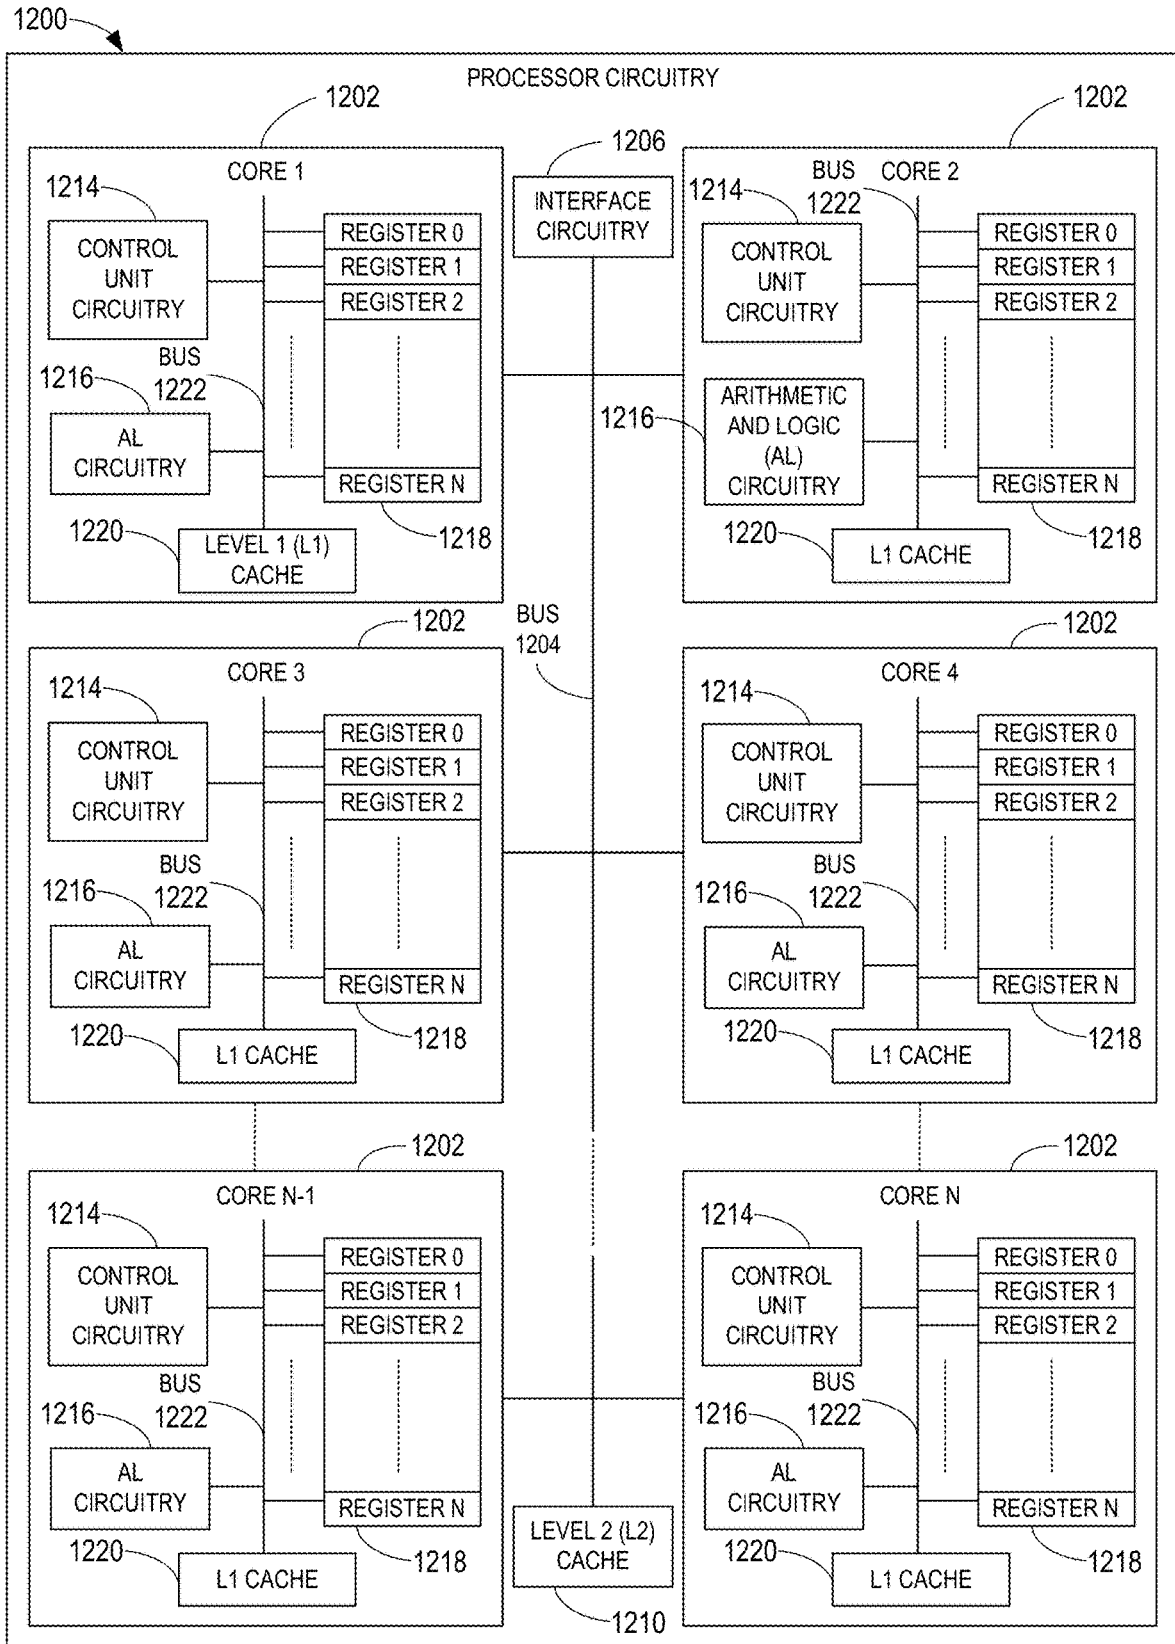 1200
PROCESSOR CIRCUITRY
1202
CORE 1
1214
CONTROL
UNIT
CIRCUITRY
REGISTER 0
REGISTER 1
REGISTER 2
BUS
1222
1216
AL
CIRCUITRY
REGISTER N
1218
1220
LEVEL 1 (L1)
CACHE
1206
INTERFACE
CIRCUITRY
1202
CORE 2
BUS
1222
1214
CONTROL
UNIT
CIRCUITRY
REGISTER 0
REGISTER 1
REGISTER 2
1216
ARITHMETIC
AND LOGIC
(AL)
CIRCUITRY
REGISTER N
1218
1220
L1 CACHE
BUS
1204
1202
CORE 3
1214
CONTROL
UNIT
CIRCUITRY
REGISTER 0
REGISTER 1
REGISTER 2
BUS
1222
1216
AL
CIRCUITRY
REGISTER N
1218
1220
L1 CACHE
1202
CORE 4
1214
CONTROL
UNIT
CIRCUITRY
REGISTER 0
REGISTER 1
REGISTER 2
BUS
1222
1216
AL
CIRCUITRY
REGISTER N
1218
1220
L1 CACHE
1202
CORE N-1
1214
CONTROL
UNIT
CIRCUITRY
REGISTER 0
REGISTER 1
REGISTER 2
BUS
1222
1216
AL
CIRCUITRY
REGISTER N
1218
1220
L1 CACHE
LEVEL 2 (L2)
CACHE
1210
1202
CORE N
1214
CONTROL
UNIT
CIRCUITRY
REGISTER 0
REGISTER 1
REGISTER 2
BUS
1222
1216
AL
CIRCUITRY
REGISTER N
1218
1220
L1 CACHE